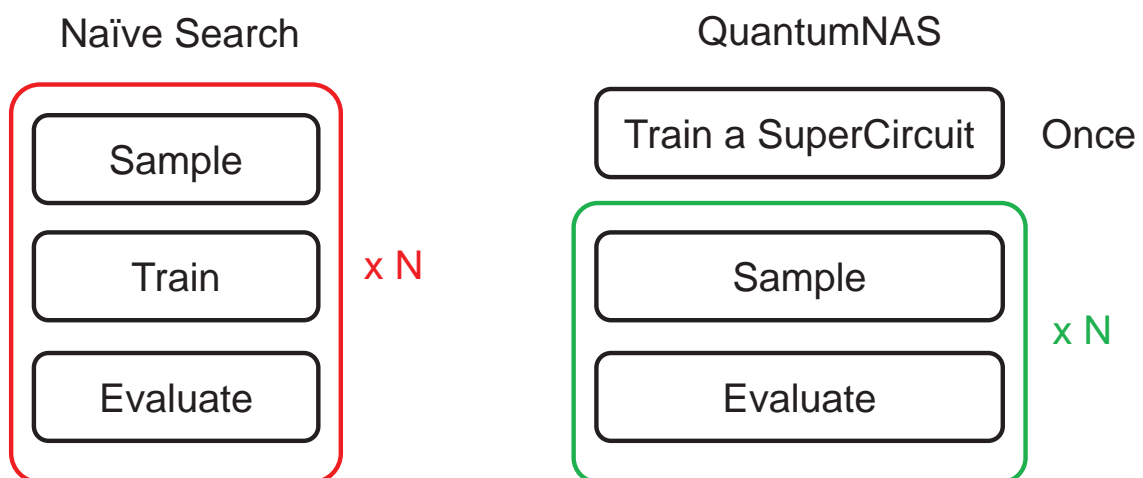 Naïve Search
Sample
Train
Evaluate
x N
QuantumNAS
Train a SuperCircuit
Once
Sample
Evaluate
x N